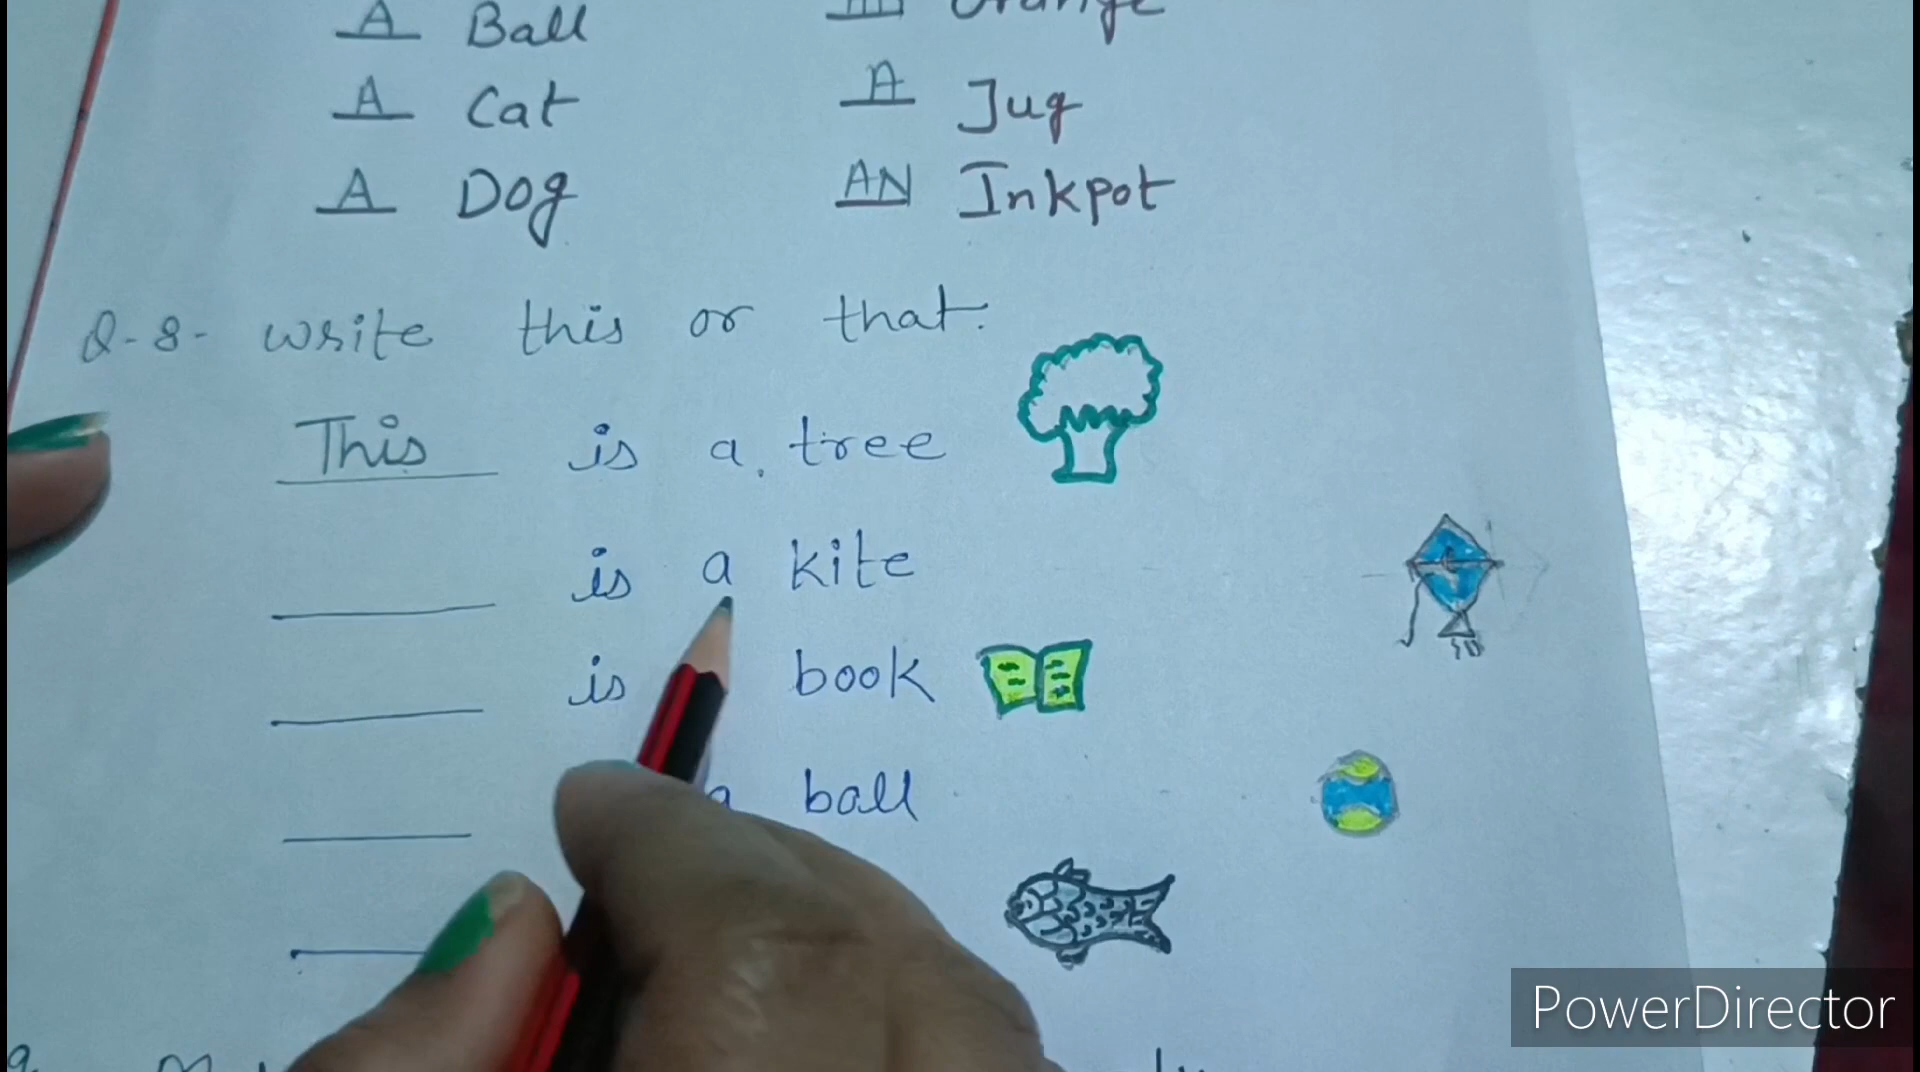 A Ball
A Cat A Jug
A Dog AN Inkpot
Q-8- write this or that.
This is a tree
is a kite
is book
a ball
PowerDirector